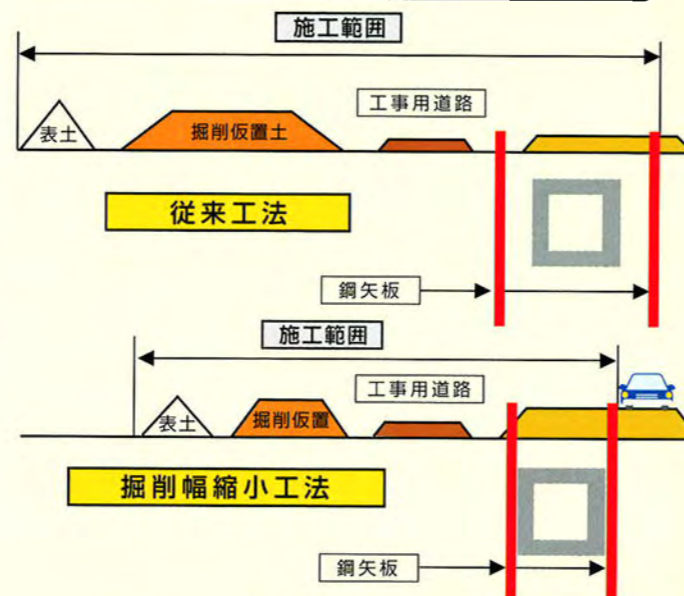 施工範囲
工事用道路
表土
掘削仮置土
従来工法
鋼矢板
施工範囲
工事用道路
表土
掘削仮置
掘削幅縮小工法
鋼矢板